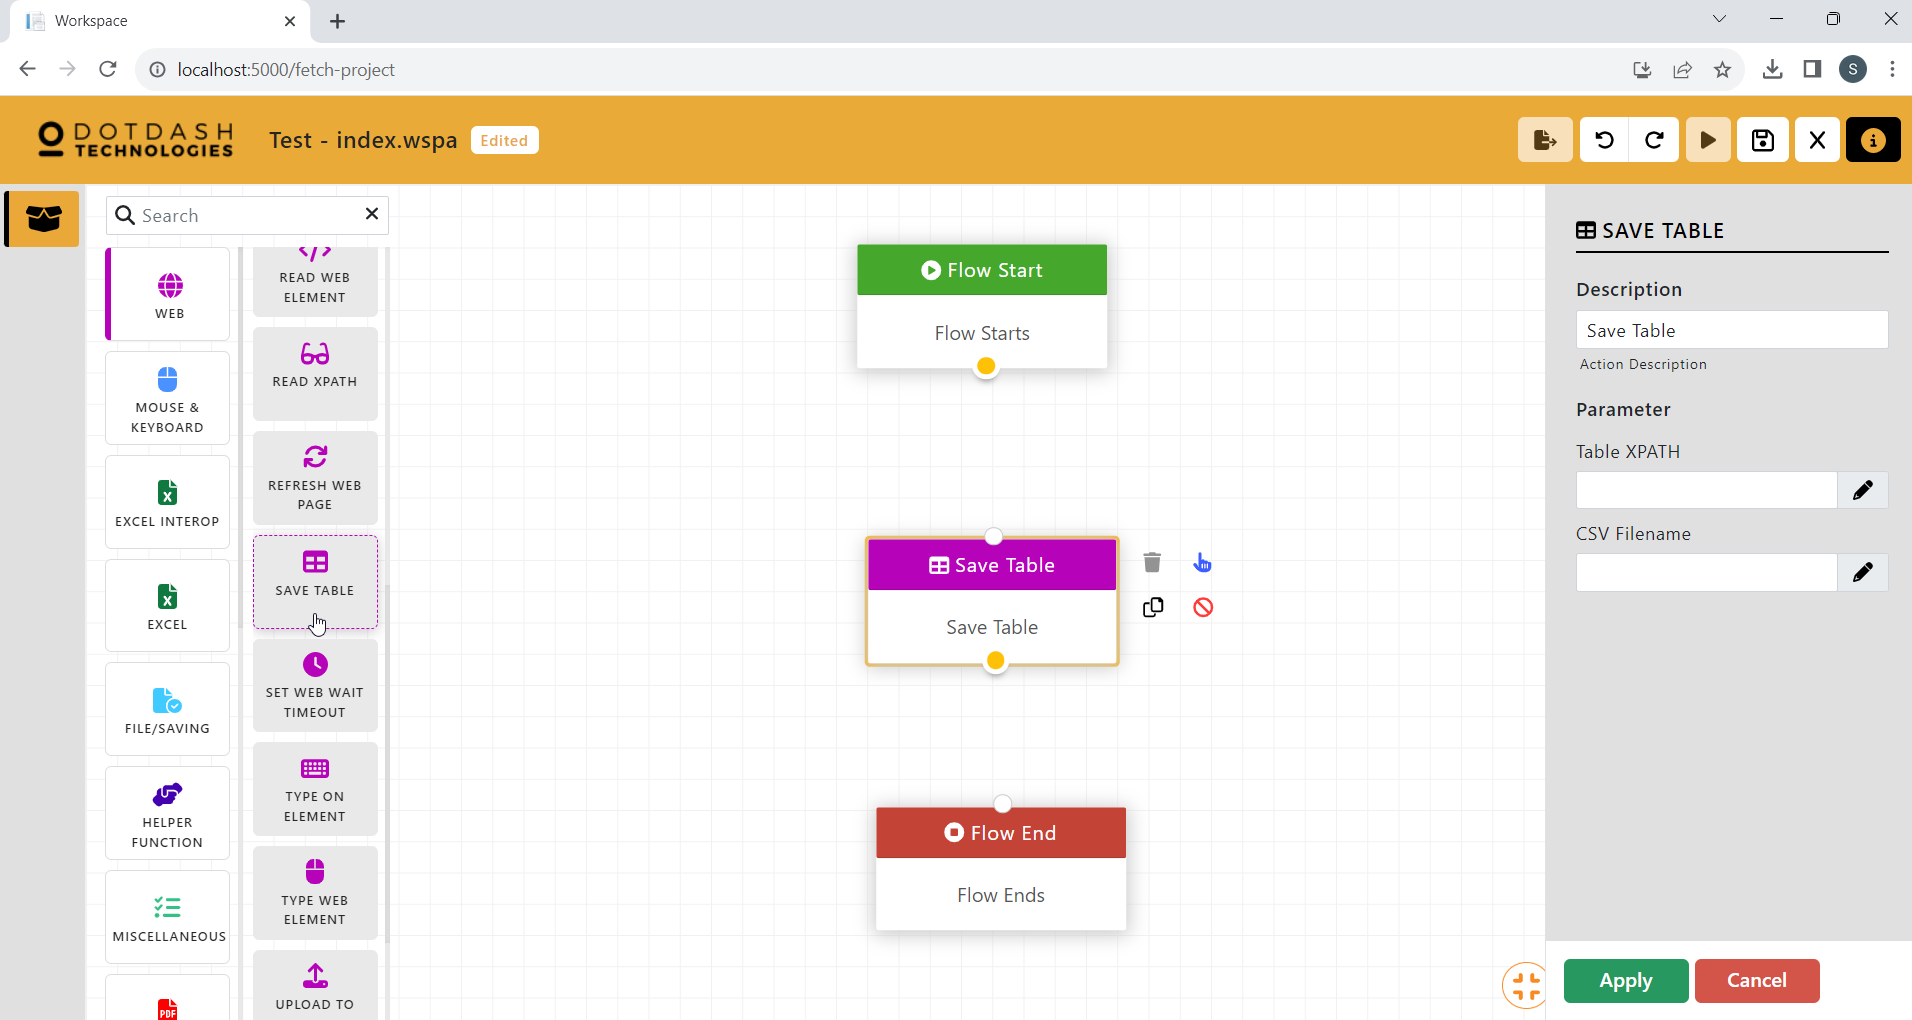 Workspace
localhost:5000/fetch-project
S
DOTDASH
TECHNOLOGIES
Test - index.wspa
Edited
Search
WEB
MOUSE &
KEYBOARD
EXCEL INTEROP
EXCEL
FILE/SAVING
HELPER
FUNCTION
MISCELLANEOUS
PDF
READ WEB
ELEMENT
READ XPATH
REFRESH WEB
PAGE
SAVE TABLE
SET WEB WAIT
TIMEOUT
TYPE ON
ELEMENT
TYPE WEB
ELEMENT
UPLOAD TO
Flow Start
Flow Starts
Save Table
Save Table
Flow End
Flow Ends
SAVE TABLE
Description
Save Table
Action Description
Parameter
Table XPATH
CSV Filename
Apply
Cancel